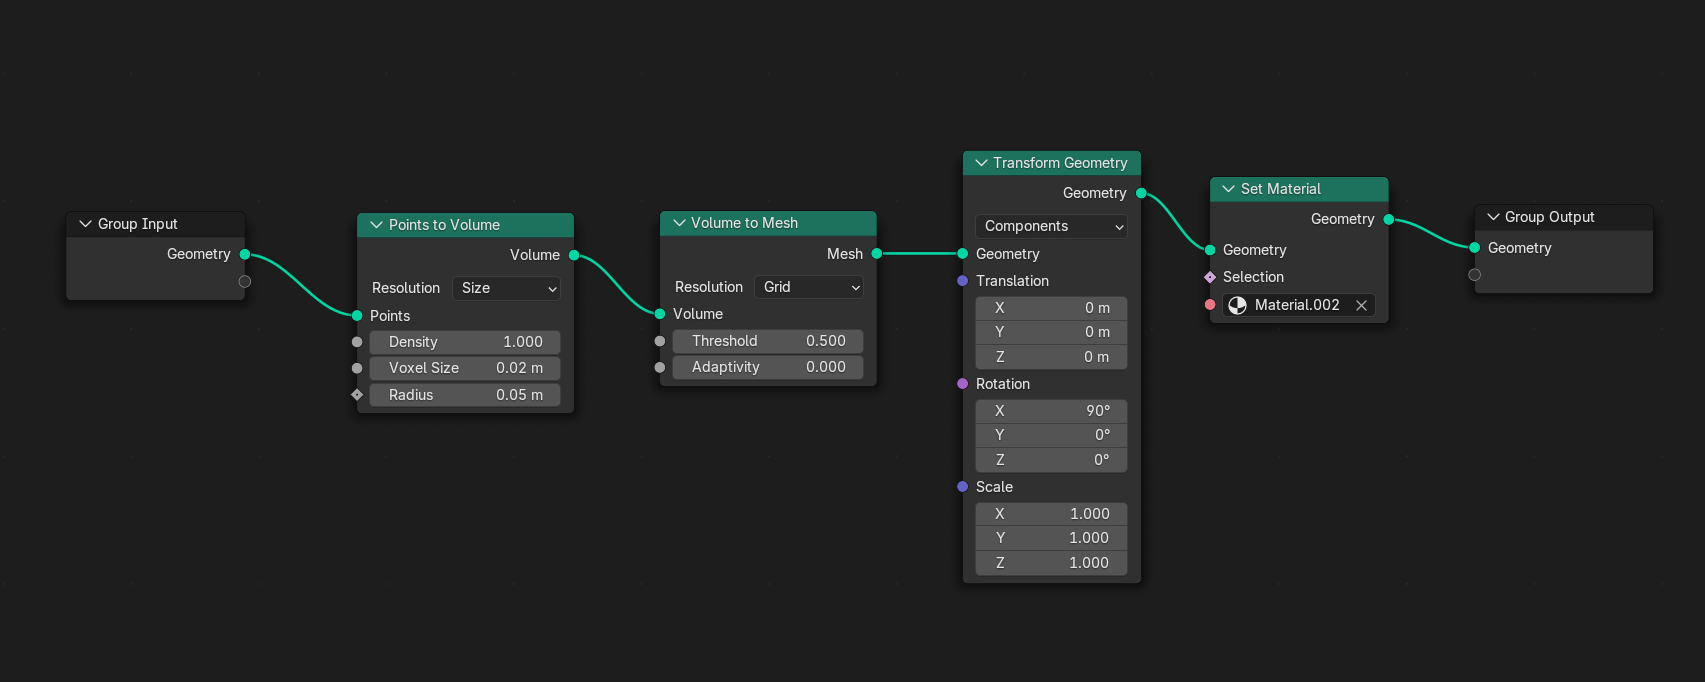 Group Input
Geometry
Points to Volume
Volume
Resolution Size
Points
Density 1.000
Voxel Size 0.02 m
Radius 0.05 m
Volume to Mesh
Mesh
Resolution Grid
Volume
Threshold 0.500
Adaptivity 0.000
Transform Geometry
Geometry
Components
Geometry
Translation
X 0 m
Y 0 m
Z 0 m
Rotation
X 90°
Y 0°
Z 0°
Scale
X 1.000
Y 1.000
Z 1.000
Set Material
Geometry
Geometry
Selection
Material.002
Group Output
Geometry